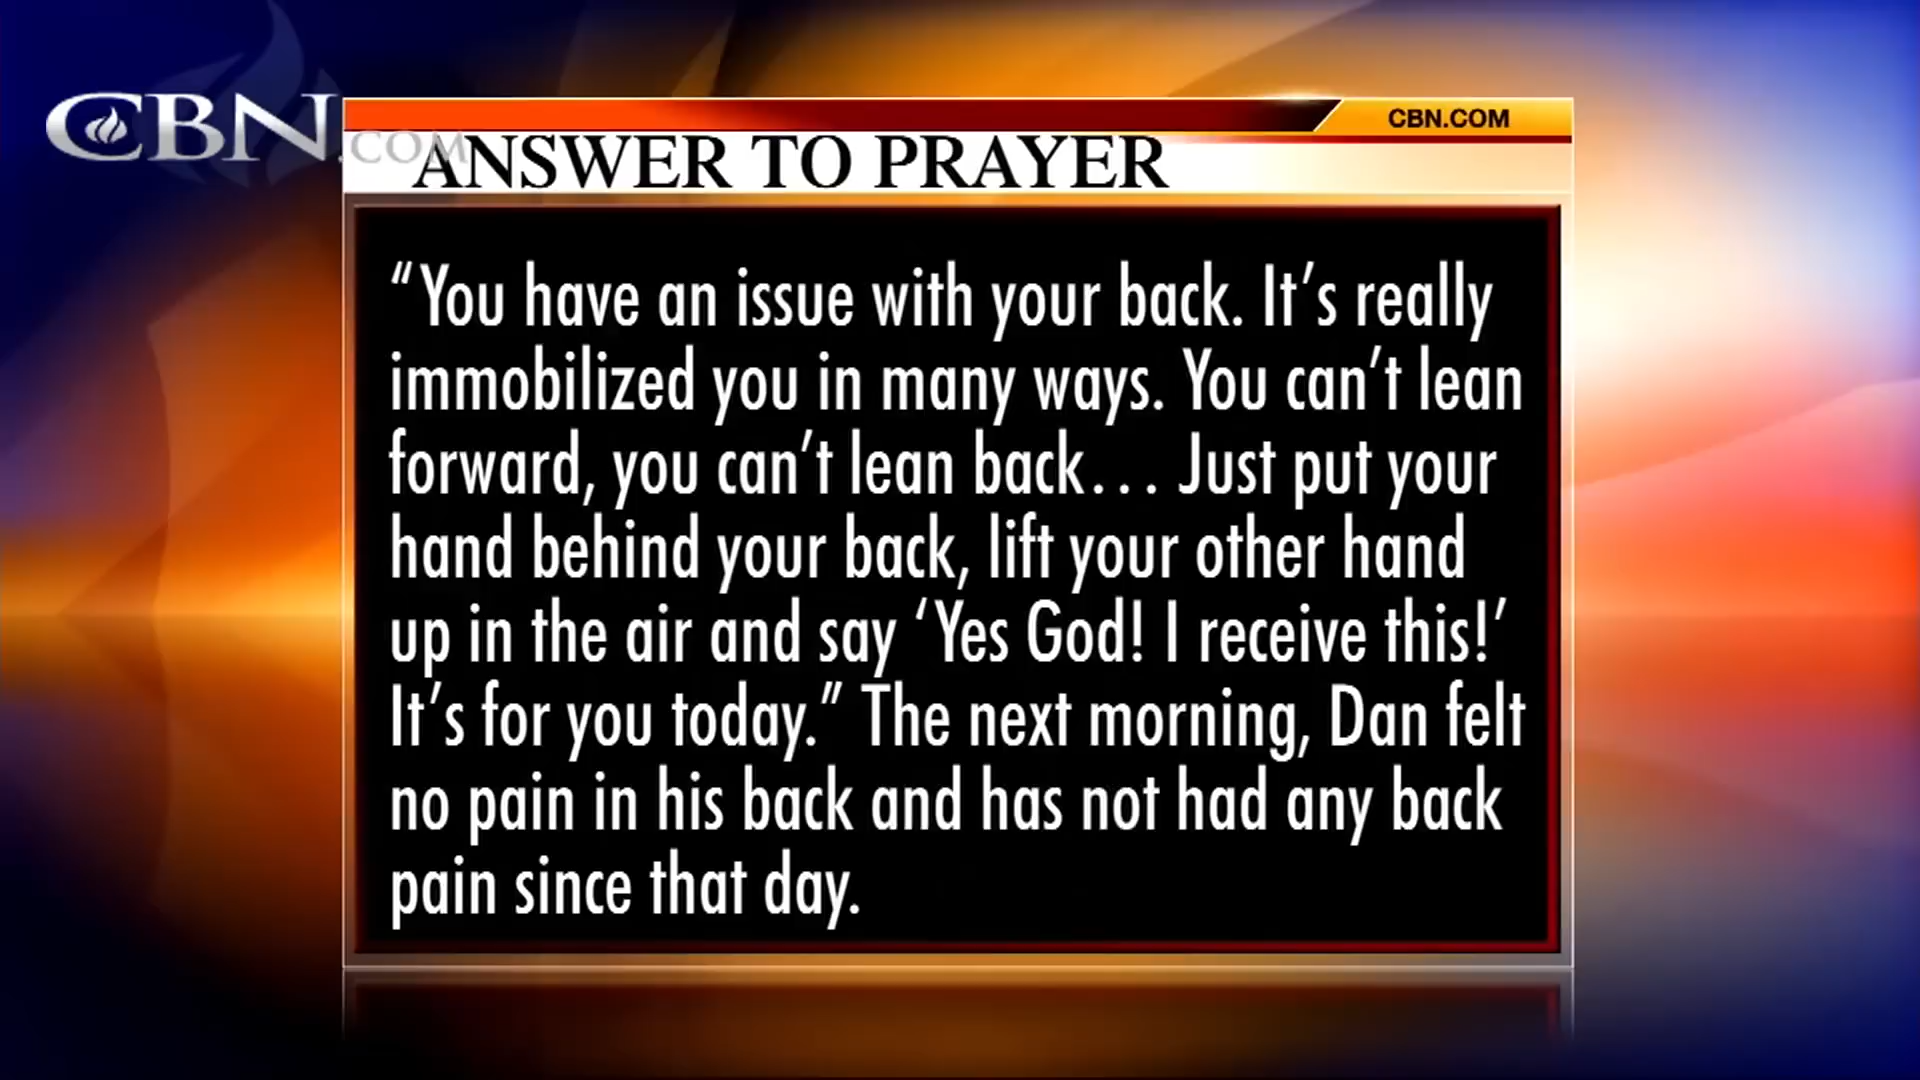 CBN.COM
CBN.COM
ANSWER TO PRAYER
“You have an issue with your back. It’s really
immobilized you in many ways. You can’t lean
forward, you can’t lean back… Just put your
hand behind your back, lift your other hand
up in the air and say ‘Yes God! I receive this!’
It’s for you today.” The next morning, Dan felt
no pain in his back and has not had any back
pain since that day.